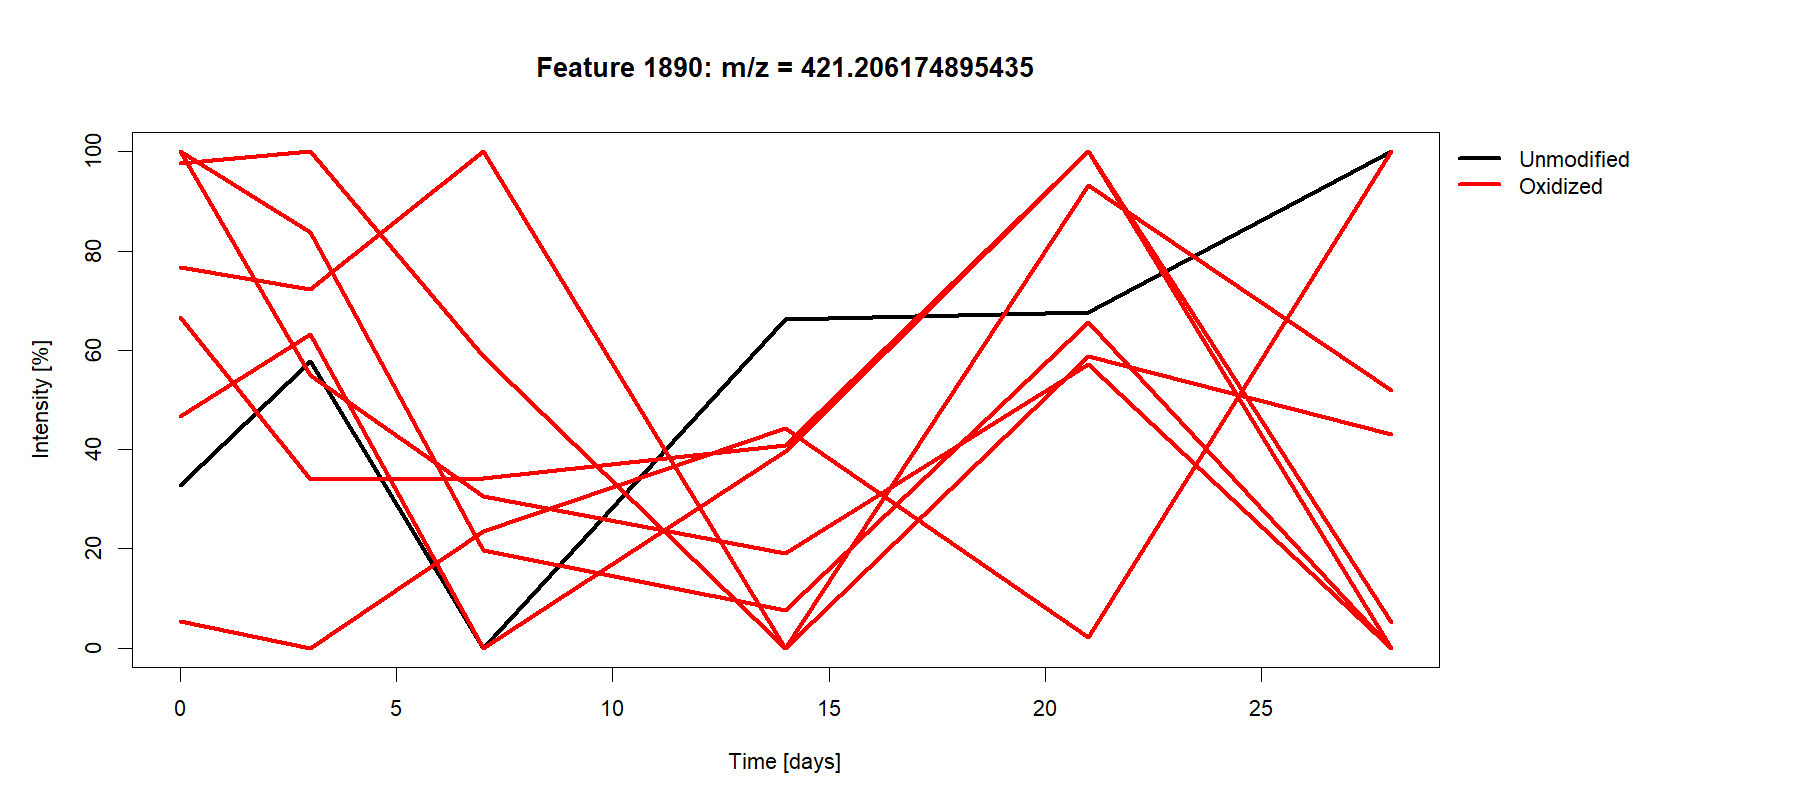 Feature 1890: m/z = 421.206174895435
Unmodified
Oxidized
Intensity [%]
100
80
60
40
20
0
0 5 10 15 20 25
Time [days]